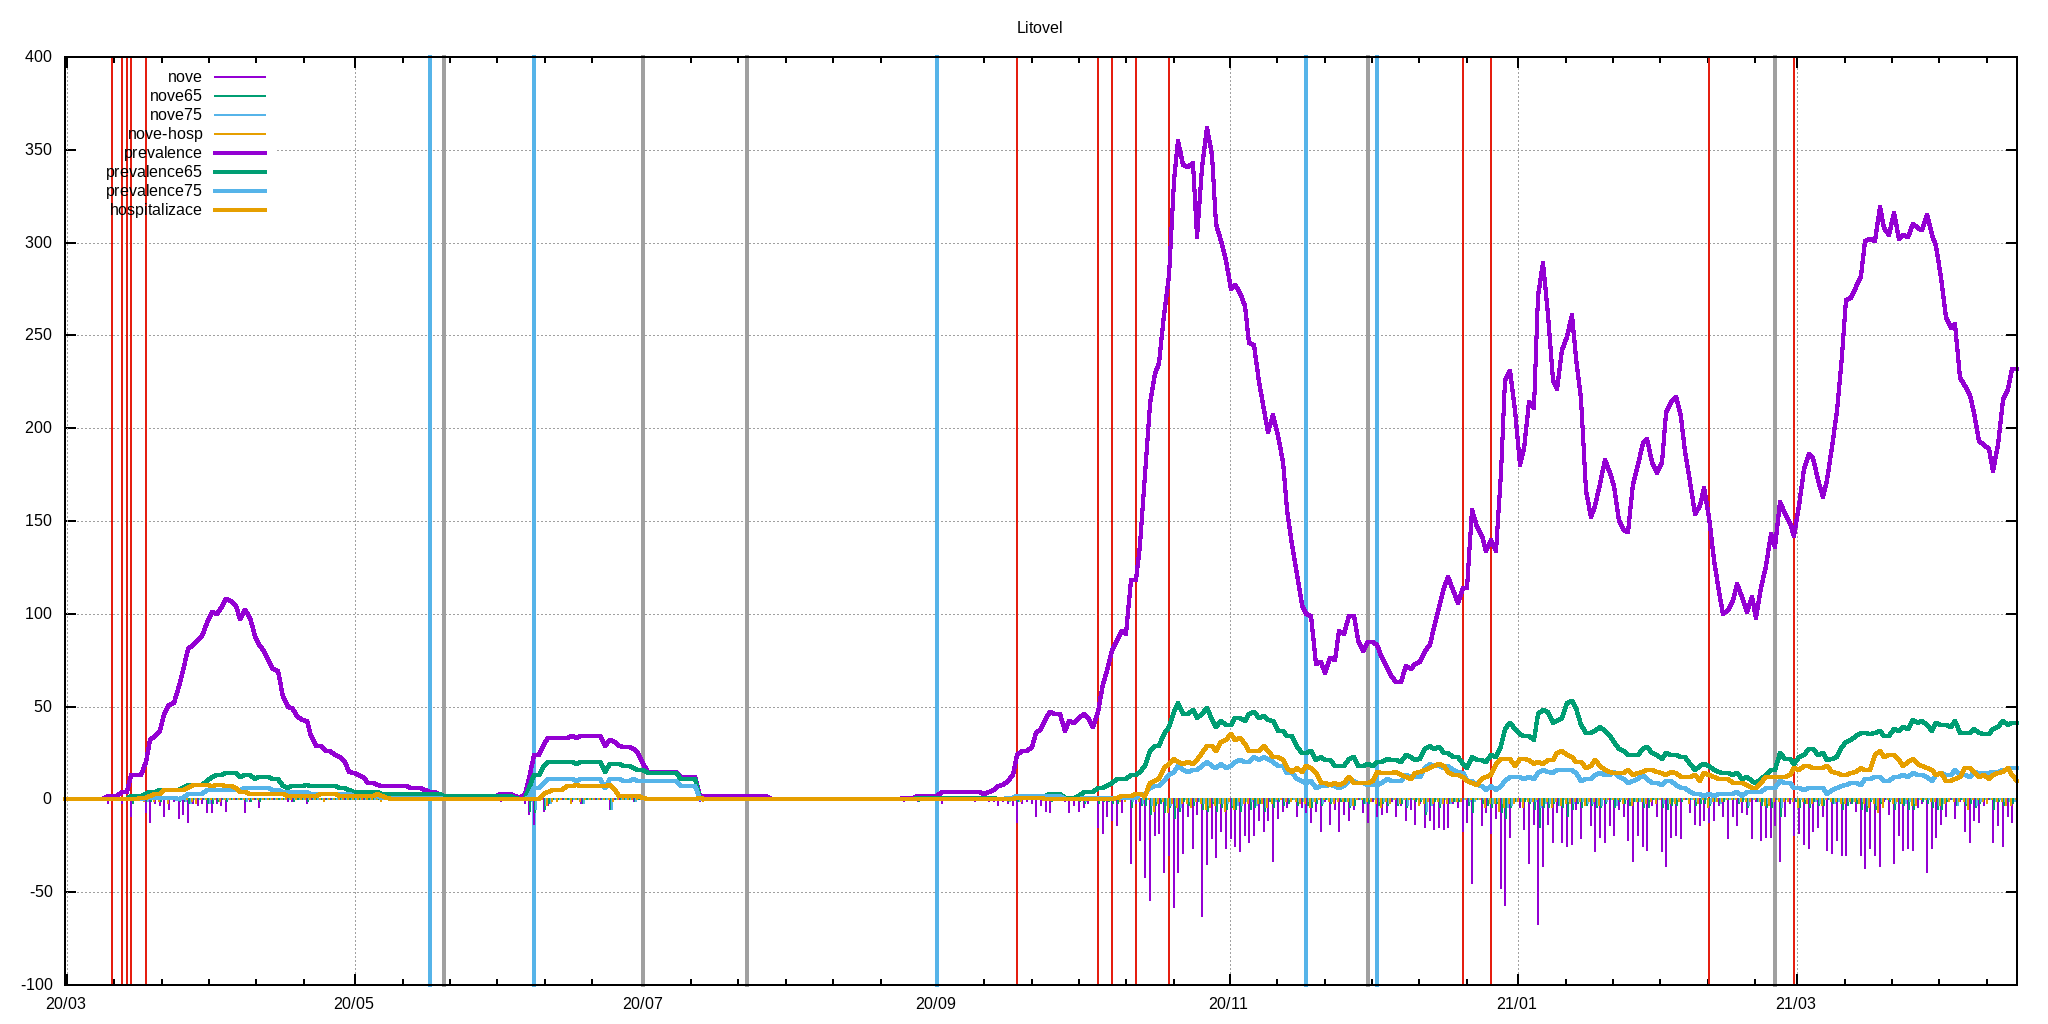 Litovel
400
350
300
250
200
150
100
50
0
-50
-100
nove
nove65
nove75
nove-hosp
prevalence
prevalence65
prevalence75
hospitalizace
20/03 20/05 20/07 20/09 20/11 21/01 21/03